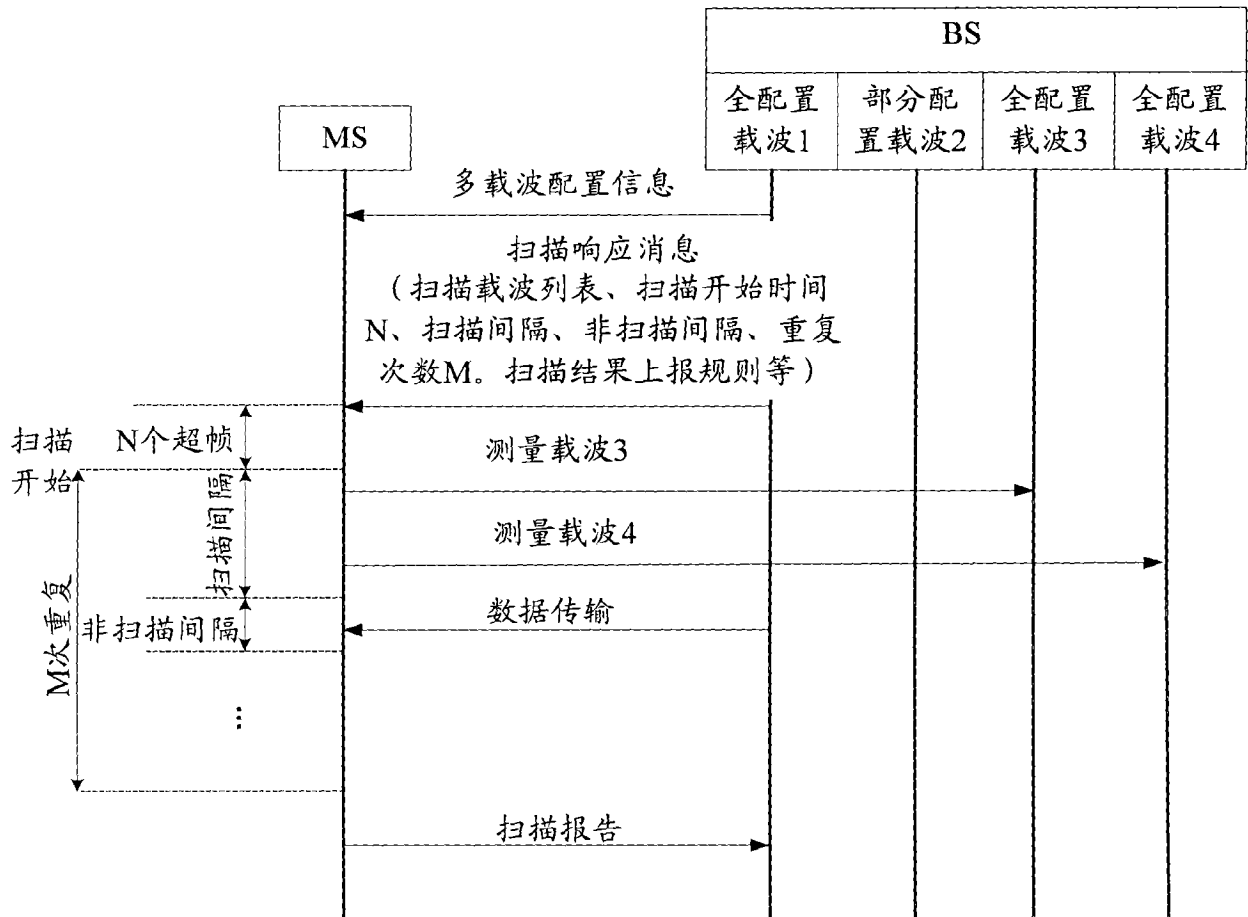 BS
全配置
载波1
部分配
置载波2
全配置
载波3
全配置
载波4
MS
多载波配置信息
扫描响应消息
（扫描载波列表、扫描开始时间
N、扫描间隔、非扫描间隔、重复
次数M。扫描结果上报规则等）
扫描
开始
N个超帧
测量载波3
扫描间隔
测量载波4
数据传输
非扫描间隔
M次重复
...
扫描报告